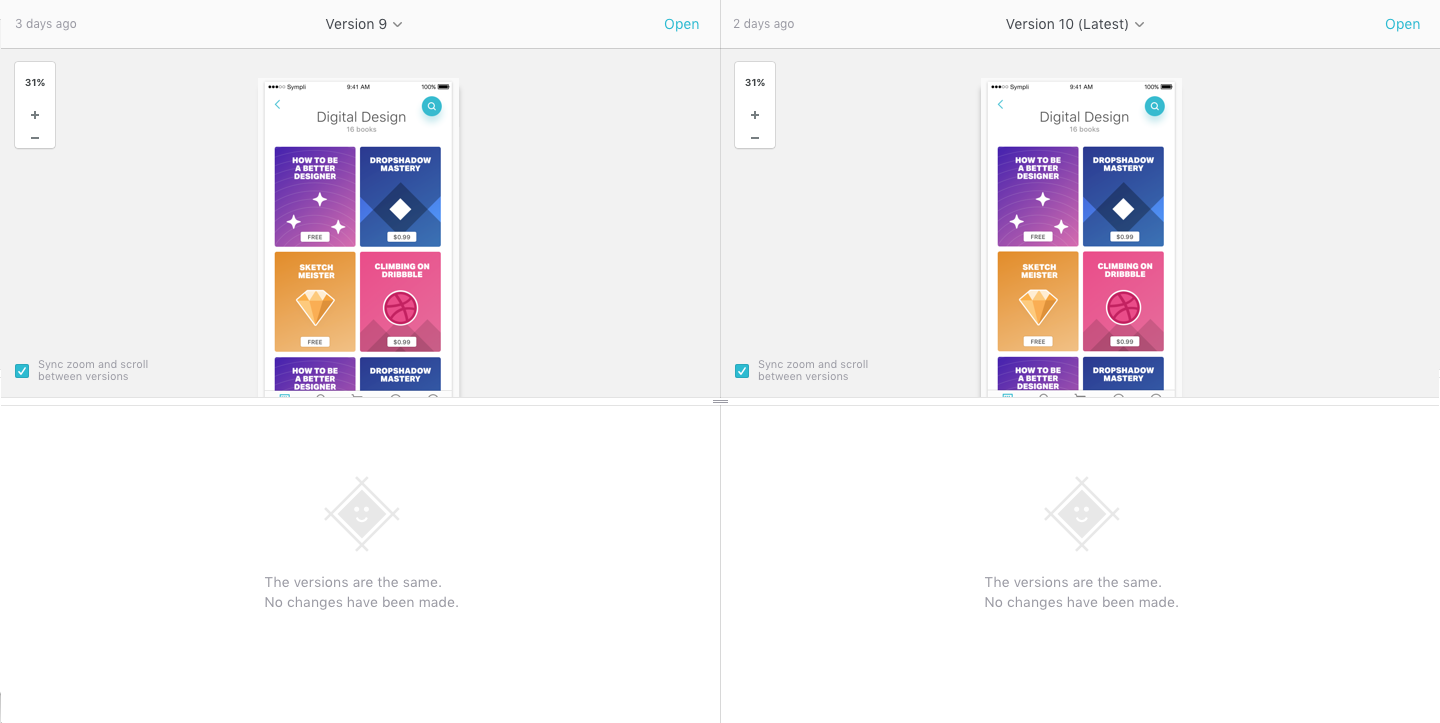 3 days ago
Version 9
Open
31%
+
−
Sympli
9:41 AM
100%
Digital Design
16 books
HOW TO BE
A BETTER
DESIGNER
FREE
DROPSHADOW
MASTERY
$0.99
SKETCH
MEISTER
FREE
CLIMBING ON
DRIBBBLE
$0.99
HOW TO BE
A BETTER
DESIGNER
DROPSHADOW
MASTERY
Sync zoom and scroll
between versions
The versions are the same.
No changes have been made.
2 days ago
Version 10 (Latest)
Open
31%
+
−
Sympli
9:41 AM
100%
Digital Design
16 books
HOW TO BE
A BETTER
DESIGNER
FREE
DROPSHADOW
MASTERY
$0.99
SKETCH
MEISTER
FREE
CLIMBING ON
DRIBBBLE
$0.99
HOW TO BE
A BETTER
DESIGNER
DROPSHADOW
MASTERY
Sync zoom and scroll
between versions
The versions are the same.
No changes have been made.